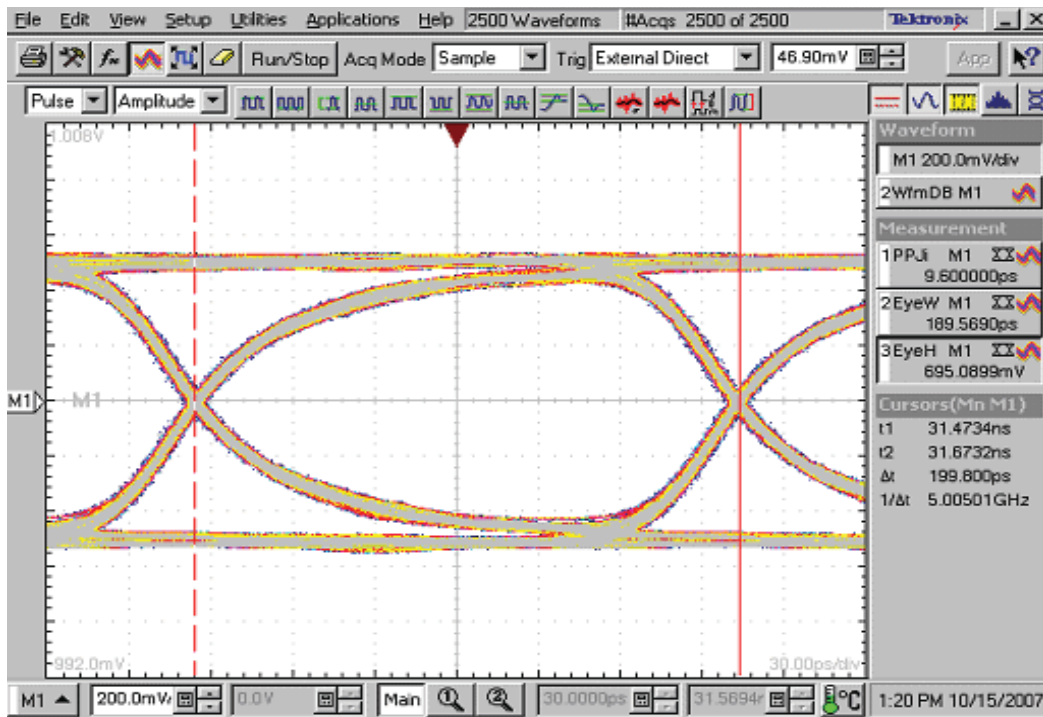 File Edit View Setup Utilities Applications Help 2500 Waveforms #Acqs 2500 of 2500 Tektronix
Run/Stop Acq Mode Sample Trig External Direct 46.90mV App
Pulse Amplitude
1.008V
Waveform
M1 200.0mV/div
2WfmDB M1
Measurement
1PPJi M1
9.600000ps
2EyeW M1
189.5690ps
3EyeH M1
695.0899mV
Cursors(Mn M1)
t1 31.4734ns
t2 31.6732ns
Δt 199.800ps
1/Δt 5.00501GHz
M1 M1
-992.0mV 30.00ps/div
M1 200.0mV 0.0V Main 1 2 30.0000ps 31.5694r °C 1:20 PM 10/15/2007